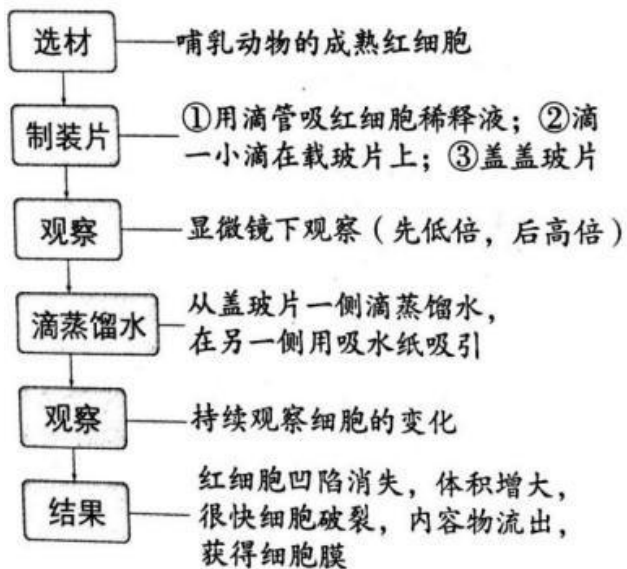 选材
哺乳动物的成熟红细胞
制装片
①用滴管吸红细胞稀释液；②滴
一小滴在载玻片上；③盖盖玻片
观察
显微镜下观察（先低倍，后高倍）
滴蒸馏水
从盖玻片一侧滴蒸馏水，
在另一侧用吸水纸吸引
观察
持续观察细胞的变化
结果
红细胞凹陷消失，体积增大，
很快细胞破裂，内容物流出，
获得细胞膜